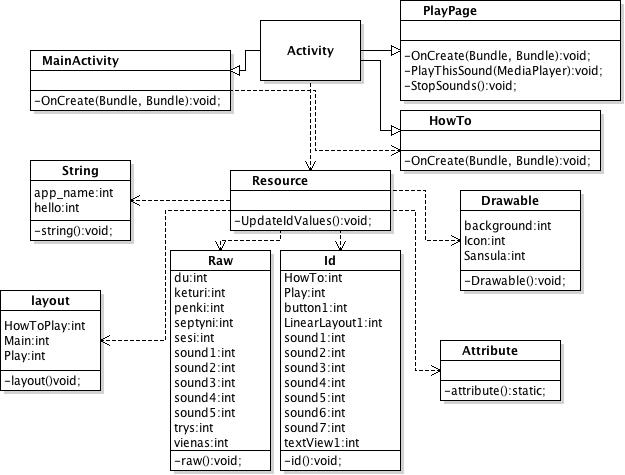 PlayPage
-OnCreate(Bundle, Bundle):void;
-PlayThisSound(MediaPlayer):void;
-StopSounds():void;
Activity
MainActivity
-OnCreate(Bundle, Bundle):void;
HowTo
-OnCreate(Bundle, Bundle):void;
String
app_name:int
hello:int
-string():void;
Resource
-UpdateIdValues():void;
Drawable
background:int
Icon:int
Sansula:int
-Drawable():void;
Raw
du:int
keturi:int
penki:int
septyni:int
sesi:int
sound1:int
sound2:int
sound3:int
sound4:int
sound5:int
trys:int
vienas:int
-raw():void;
Id
HowTo:int
Play:int
button1:int
LinearLayout1:int
sound1:int
sound2:int
sound3:int
sound4:int
sound5:int
sound6:int
sound7:int
textView1:int
-id():void;
layout
HowToPlay:int
Main:int
Play:int
-layout()void;
Attribute
-attribute():static;